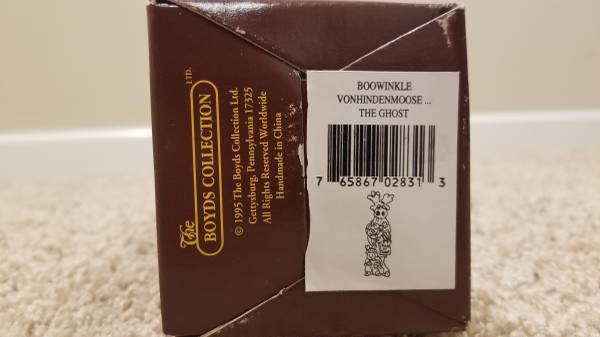 The
BOYDS COLLECTION LTD.
© 1995 The Boyds Collection Ltd.
Gettysburg, Pennsylvania 17325
All Rights Reserved Worldwide
Handmade in China
BOOWINKLE
VONHINDENMOOSE ...
THE GHOST
7 65867 02831 3